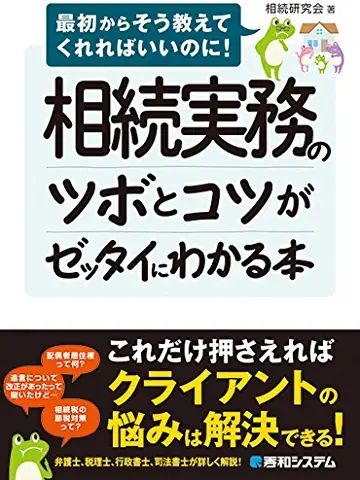 最初からそう教えて
くれればいいのに!
相続研究会 著
相続実務の
ツボとコツが
ゼッタイにわかる本
配偶者居住権
って何?
遺言について
改正があったって
聞いたけど…
相続税の
節税対策
って?
これだけ押さえれば
クライアントの
悩みは解決できる!
弁護士、税理士、行政書士、司法書士が詳しく解説!
秀和システム